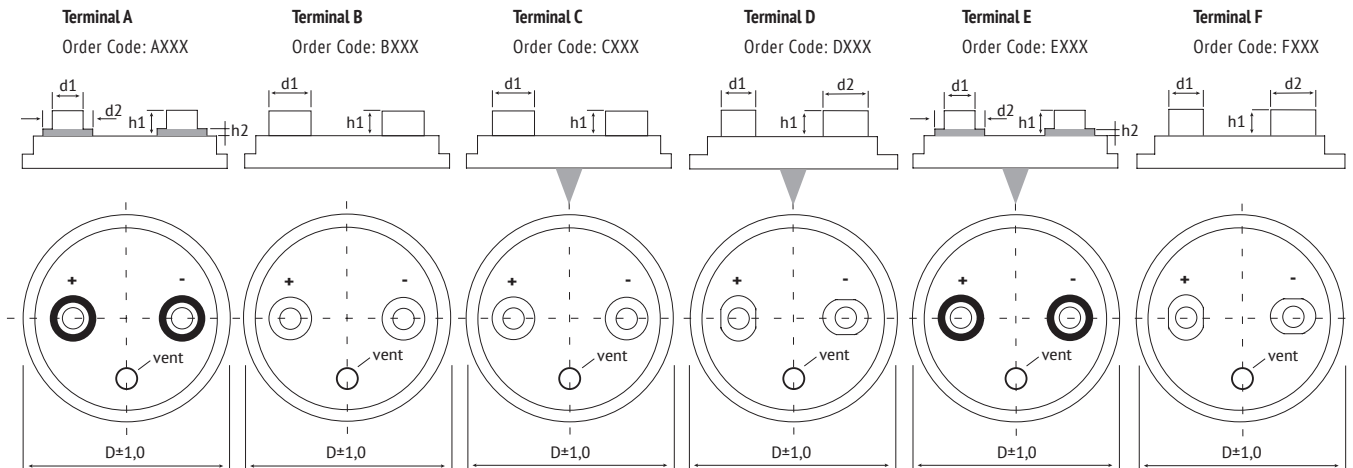 Terminal A Terminal B Terminal C Terminal D Terminal E Terminal F
Order Code: AXXX Order Code: BXXX Order Code: CXXX Order Code: DXXX Order Code: EXXX Order Code: FXXX
d1 d1 d1 d1 d2 d1 d1 d2
d2 h1 h2 h1 h1 h1 d2 h1 h2 h1
+ - + - + - + - + - + -
vent vent vent vent vent vent
D±1,0 D±1,0 D±1,0 D±1,0 D±1,0 D±1,0